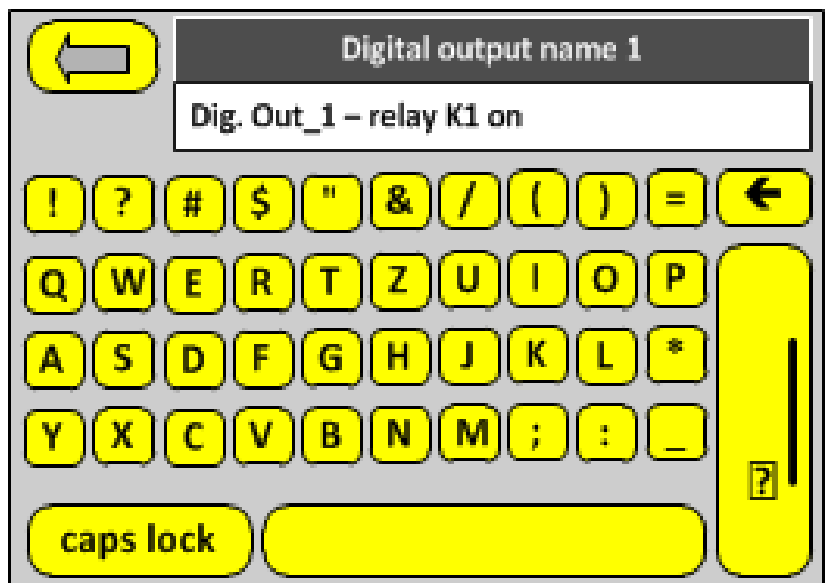 Digital output name 1
Dig. Out_1 – relay K1 on
! ? # $ " & / ( ) =
Q W E R T Z U I O P
A S D F G H J K L *
Y X C V B N M ; : _
?
caps lock